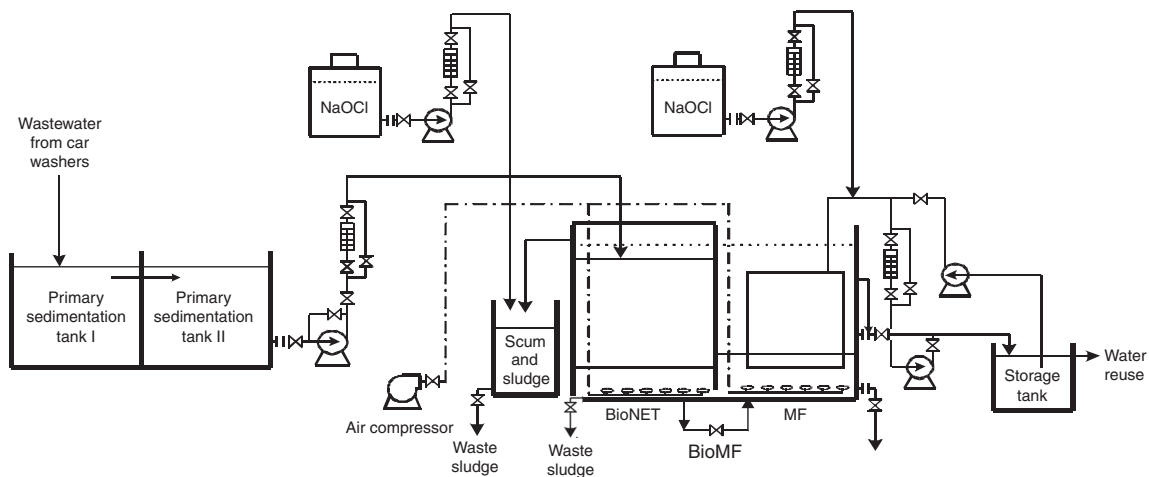 NaOCl
NaOCl
Wastewater
from car
washers
Primary
sedimentation
tank I
Primary
sedimentation
tank II
Scum
and
sludge
Air compressor
Waste
sludge
Waste
sludge
BioNET
MF
BioMF
Storage
tank
Water
reuse